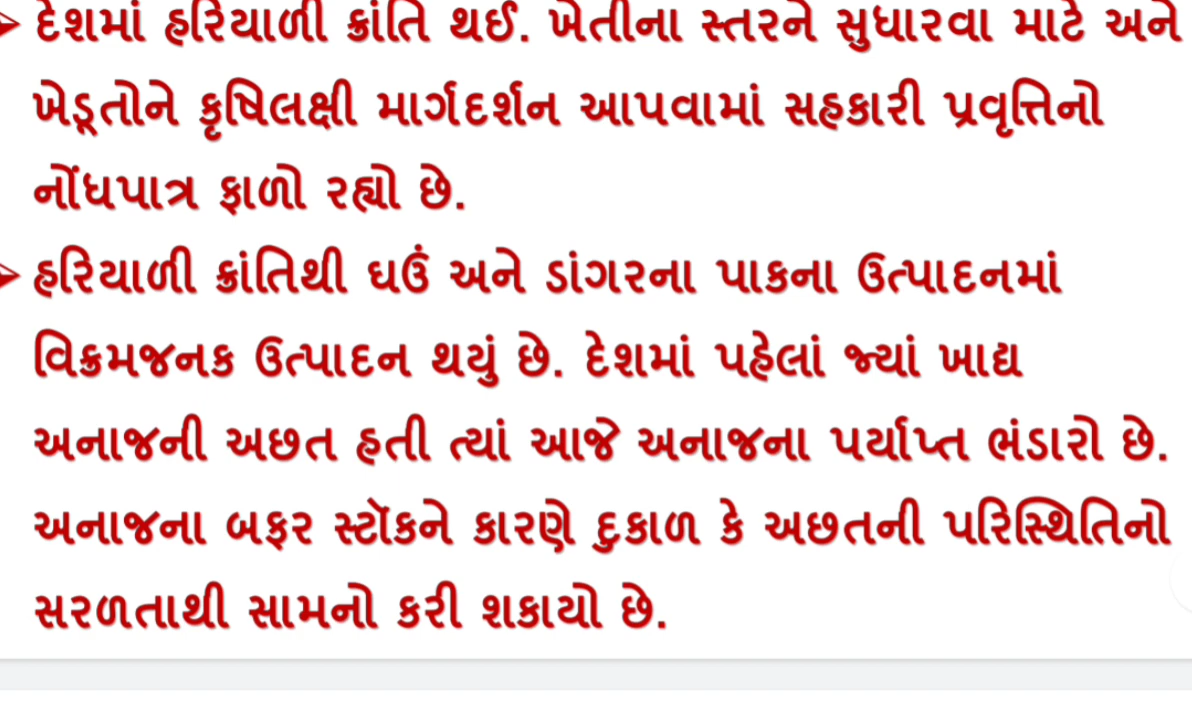 ➢ દેશમાં હરિયાળી ક્રાંતિ થઈ. ખેતીના સ્તરને સુધારવા માટે અને
ખેડૂતોને કૃષિલક્ષી માર્ગદર્શન આપવામાં સહકારી પ્રવૃત્તિનો
નોંધપાત્ર ફાળો રહ્યો છે.
➢ હરિયાળી ક્રાંતિથી ઘઉં અને ડાંગરના પાકના ઉત્પાદનમાં
વિક્રમજનક ઉત્પાદન થયું છે. દેશમાં પહેલાં જ્યાં ખાદ્ય
અનાજની અછત હતી ત્યાં આજે અનાજના પર્યાપ્ત ભંડારો છે.
અનાજના બફર સ્ટૉકને કારણે દુકાળ કે અછતની પરિસ્થિતિનો
સરળતાથી સામનો કરી શકાયો છે.